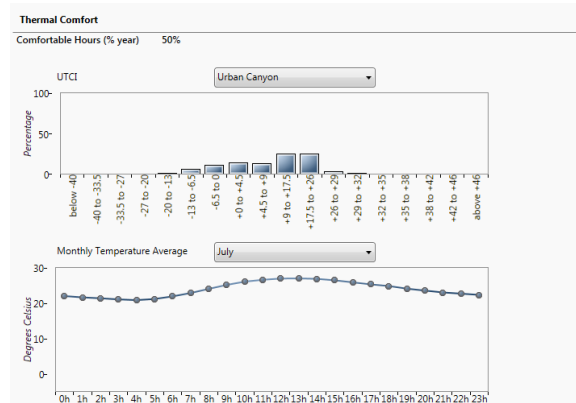 Thermal Comfort
Comfortable Hours (% year) 50%
UTCI Urban Canyon
100-
50-
0-
Percentage
below -40
-40 to -33.5
-33.5 to -27
-27 to -20
-20 to -13
-13 to -6.5
-6.5 to 0
+0 to +4.5
+4.5 to +9
+9 to +17.5
+17.5 to +26
+26 to +29
+29 to +32
+32 to +35
+35 to +38
+38 to +42
+42 to +46
above +46
Monthly Temperature Average July
30-
20-
10-
0-
Degrees Celsius
0h 1h 2h 3h 4h 5h 6h 7h 8h 9h 10h 11h 12h 13h 14h 15h 16h 17h 18h 19h 20h 21h 22h 23h